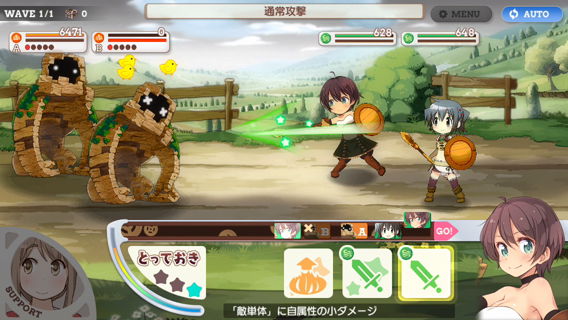 WAVE 1/1
0
通常攻撃
MENU
AUTO
6471
A
0
B
628
648
B
A
GO!
とっておき
SUPPORT
「敵単体」に自属性の小ダメージ